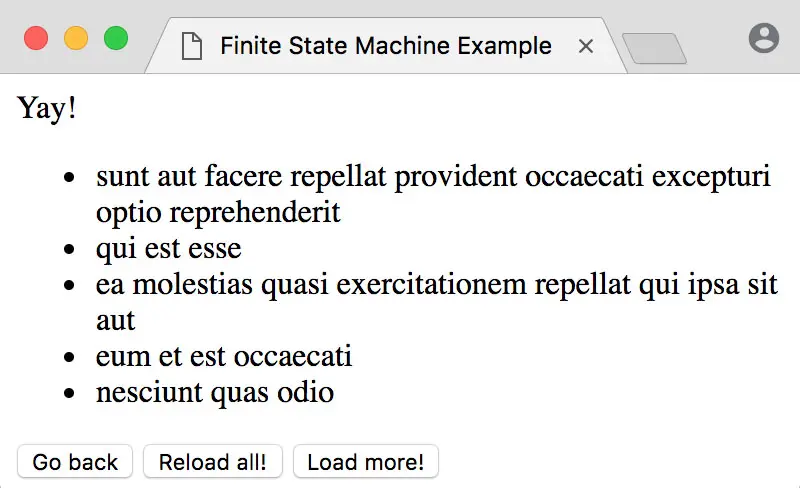 Finite State Machine Example
Yay!
• sunt aut facere repellat provident occaecati excepturi
optio reprehenderit
• qui est esse
• ea molestias quasi exercitationem repellat qui ipsa sit
aut
• eum et est occaecati
• nesciunt quas odio
Go back Reload all! Load more!